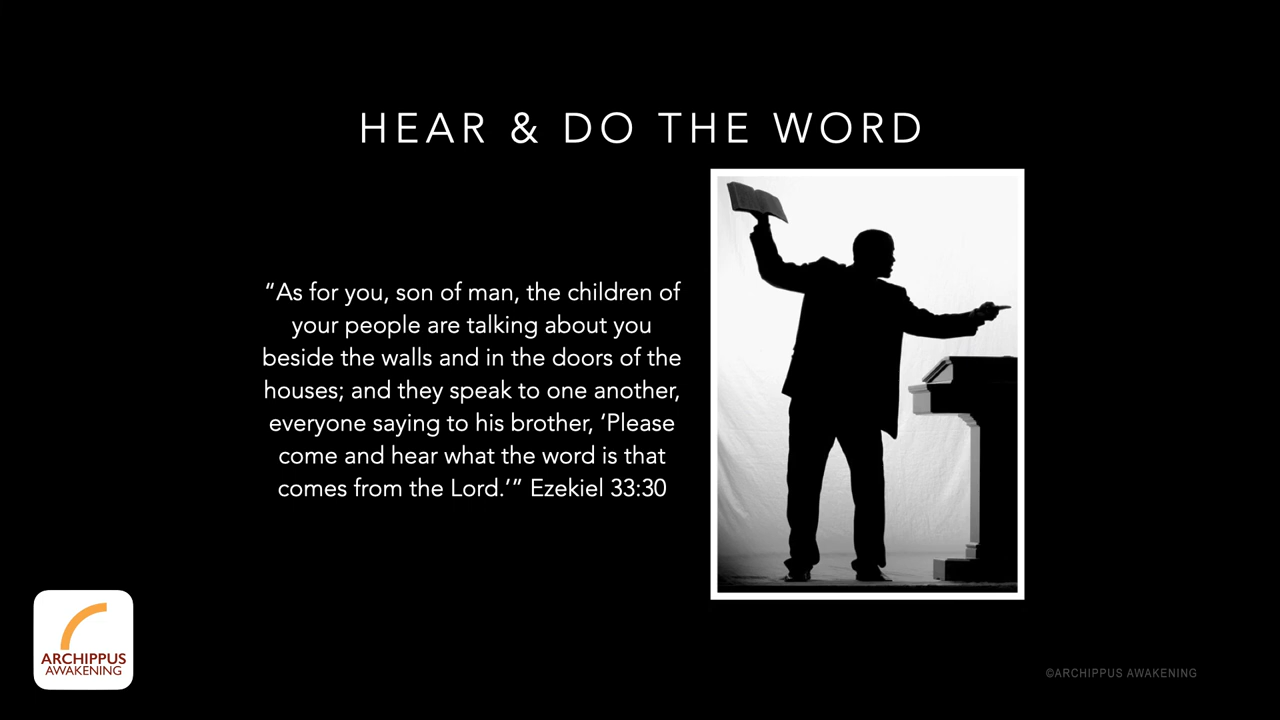 HEAR & DO THE WORD
“As for you, son of man, the children of
your people are talking about you
beside the walls and in the doors of the
houses; and they speak to one another,
everyone saying to his brother, ‘Please
come and hear what the word is that
comes from the Lord.’” Ezekiel 33:30
ARCHIPPUS
AWAKENING
©ARCHIPPUS AWAKENING